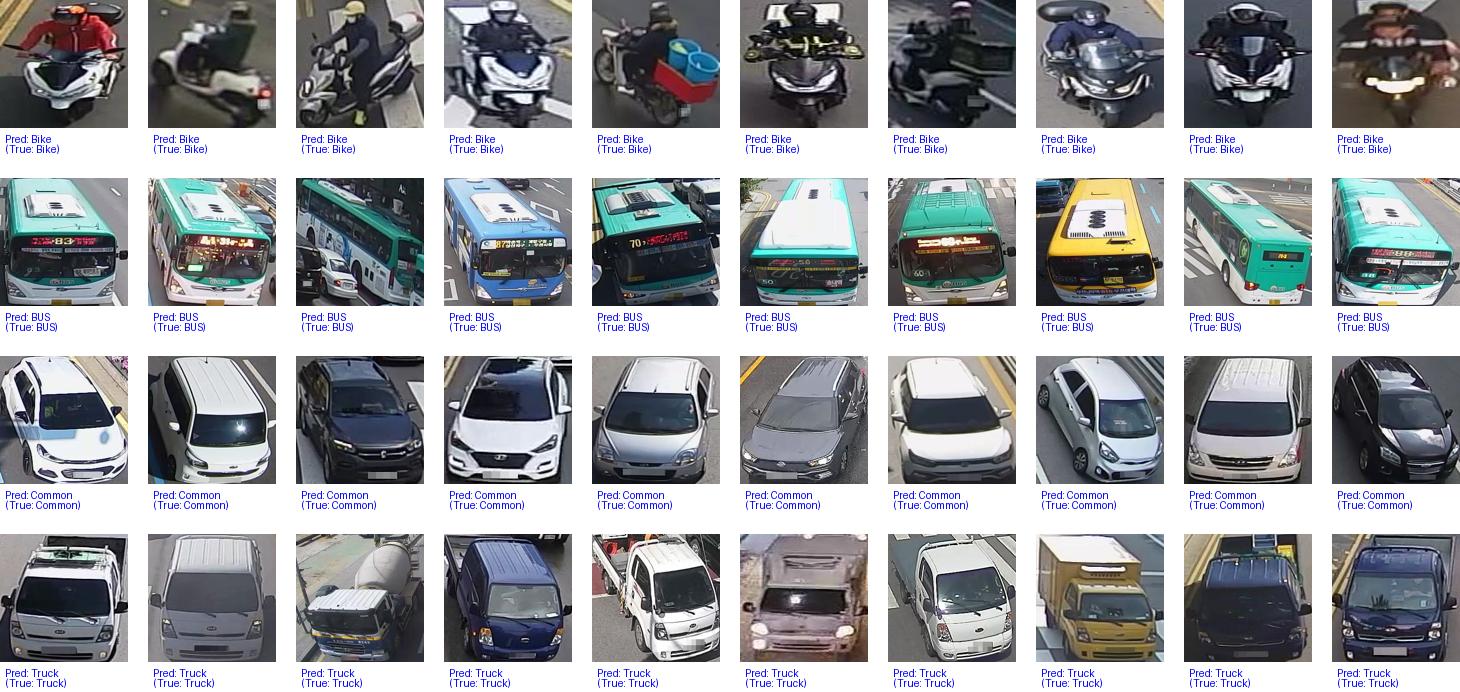 Pred: Bike
(True: Bike)
Pred: Bike
(True: Bike)
Pred: Bike
(True: Bike)
Pred: Bike
(True: Bike)
Pred: Bike
(True: Bike)
Pred: Bike
(True: Bike)
Pred: Bike
(True: Bike)
Pred: Bike
(True: Bike)
Pred: Bike
(True: Bike)
Pred: Bike
(True: Bike)
83
70
Pred: BUS
(True: BUS)
Pred: BUS
(True: BUS)
Pred: BUS
(True: BUS)
Pred: BUS
(True: BUS)
Pred: BUS
(True: BUS)
Pred: BUS
(True: BUS)
Pred: BUS
(True: BUS)
Pred: BUS
(True: BUS)
Pred: BUS
(True: BUS)
Pred: BUS
(True: BUS)
Pred: Common
(True: Common)
Pred: Common
(True: Common)
Pred: Common
(True: Common)
Pred: Common
(True: Common)
Pred: Common
(True: Common)
Pred: Common
(True: Common)
Pred: Common
(True: Common)
Pred: Common
(True: Common)
Pred: Common
(True: Common)
Pred: Common
(True: Common)
Pred: Truck
(True: Truck)
Pred: Truck
(True: Truck)
Pred: Truck
(True: Truck)
Pred: Truck
(True: Truck)
Pred: Truck
(True: Truck)
Pred: Truck
(True: Truck)
Pred: Truck
(True: Truck)
Pred: Truck
(True: Truck)
Pred: Truck
(True: Truck)
Pred: Truck
(True: Truck)